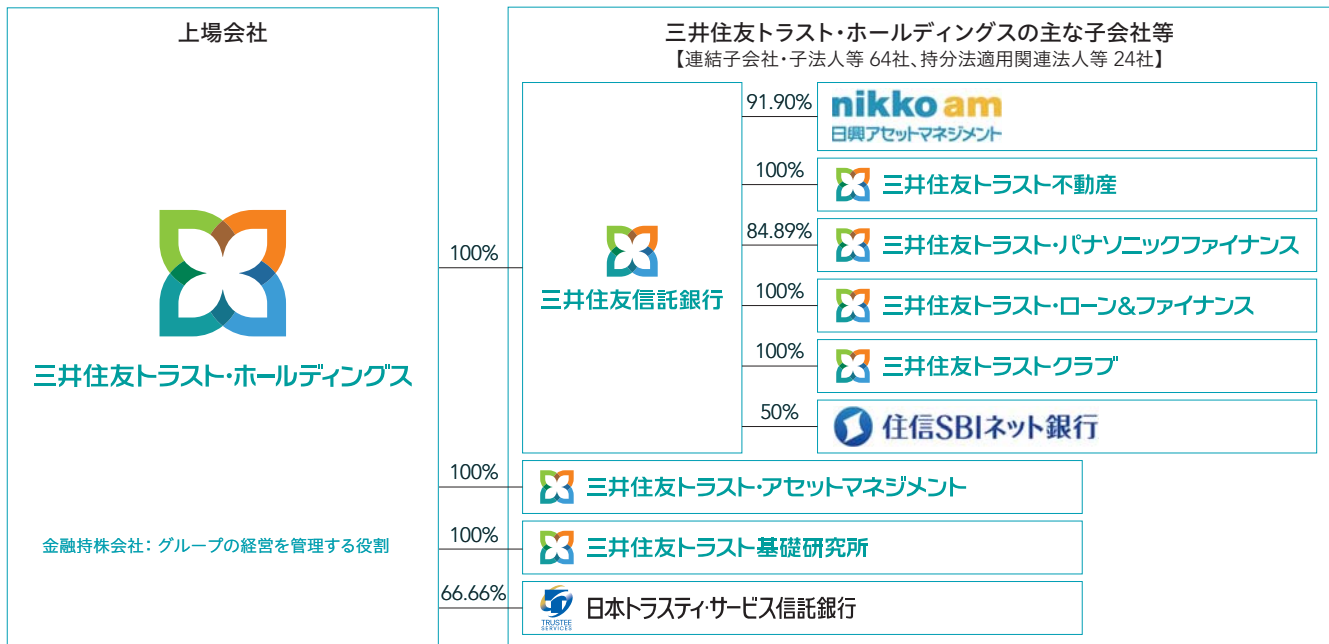 上場会社
三井住友トラスト・ホールディングス
金融持株会社：グループの経営を管理する役割
三井住友トラスト・ホールディングスの主な子会社等
【連結子会社・子法人等 64社、持分法適用関連法人等 24社】
100%
三井住友信託銀行
91.90%
nikko am
日興アセットマネジメント
100%
三井住友トラスト不動産
84.89%
三井住友トラスト・パナソニックファイナンス
100%
三井住友トラスト・ローン&ファイナンス
100%
三井住友トラストクラブ
50%
住信SBIネット銀行
100%
三井住友トラスト・アセットマネジメント
100%
三井住友トラスト基礎研究所
66.66%
TRUSTEE
SERVICES
日本トラスティ・サービス信託銀行